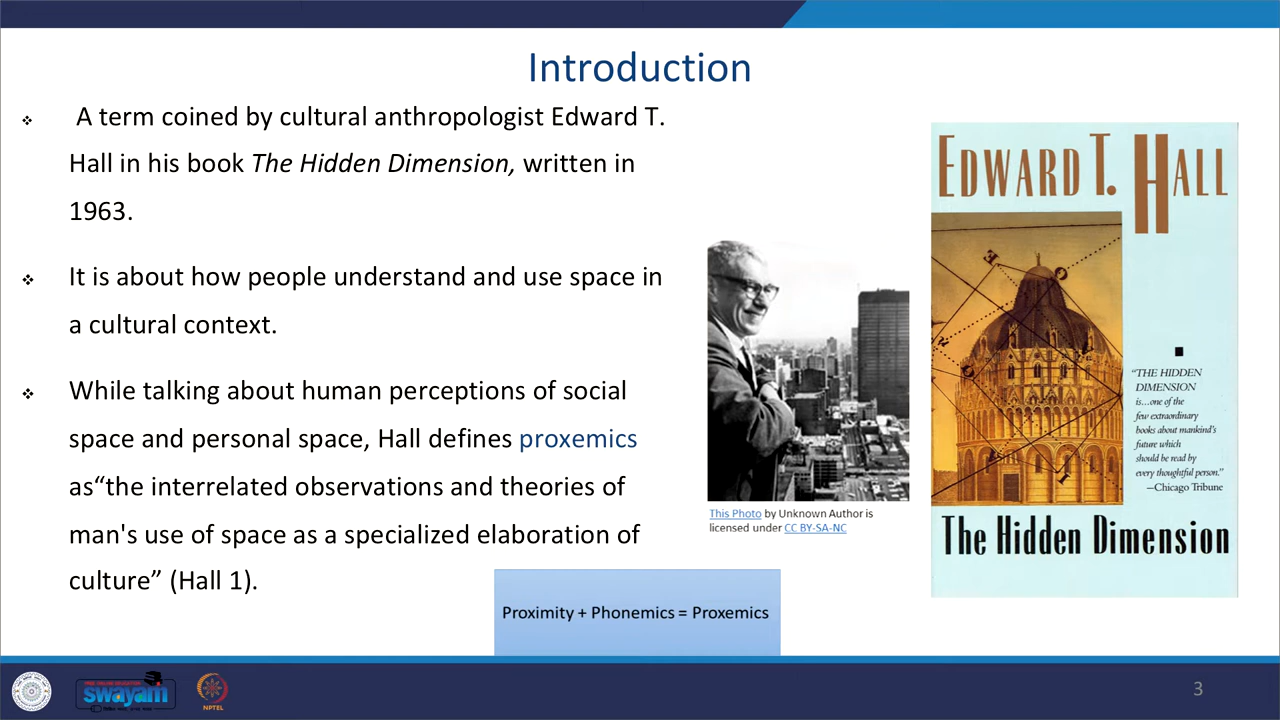 Introduction
❖ A term coined by cultural anthropologist Edward T.
Hall in his book The Hidden Dimension, written in
1963.
❖ It is about how people understand and use space in
a cultural context.
❖ While talking about human perceptions of social
space and personal space, Hall defines proxemics
as“the interrelated observations and theories of
man's use of space as a specialized elaboration of
culture” (Hall 1).
This Photo by Unknown Author is
licensed under CC BY-SA-NC
EDWARD T. HALL
“THE HIDDEN
DIMENSION
is...one of the
few extraordinary
books about mankind's
future which
should be read by
every thoughtful person.”
—Chicago Tribune
The Hidden Dimension
Proximity + Phonemics = Proxemics
swayam
NPTEL
3